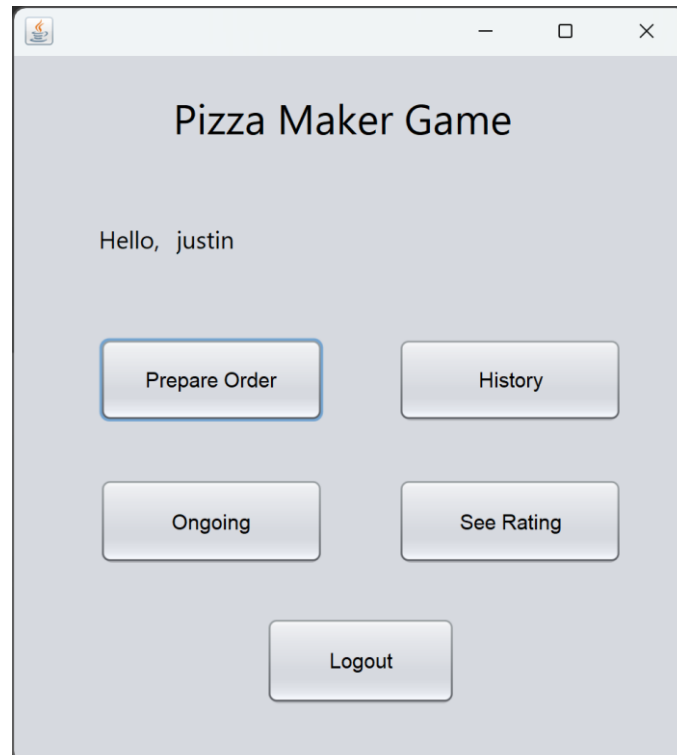 Pizza Maker Game
Hello, justin
Prepare Order
History
Ongoing
See Rating
Logout